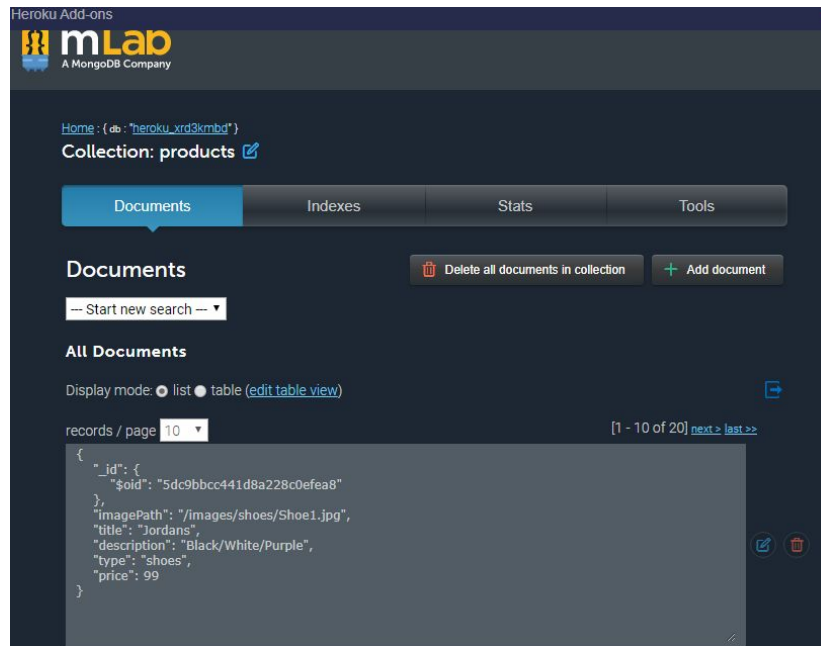 Heroku Add-ons
mLab
A MongoDB Company
Home : { db : "heroku_xrd3kmbd" }
Collection: products
Documents Indexes Stats Tools
Documents Delete all documents in collection + Add document
--- Start new search ---
All Documents
Display mode: list table (edit table view)
records / page 10 [1 - 10 of 20] next > last >>
{
"_id": {
"$oid": "5dc9bbcc441d8a228c0efea8"
},
"imagePath": "/images/shoes/Shoe1.jpg",
"title": "Jordans",
"description": "Black/White/Purple",
"type": "shoes",
"price": 99
}